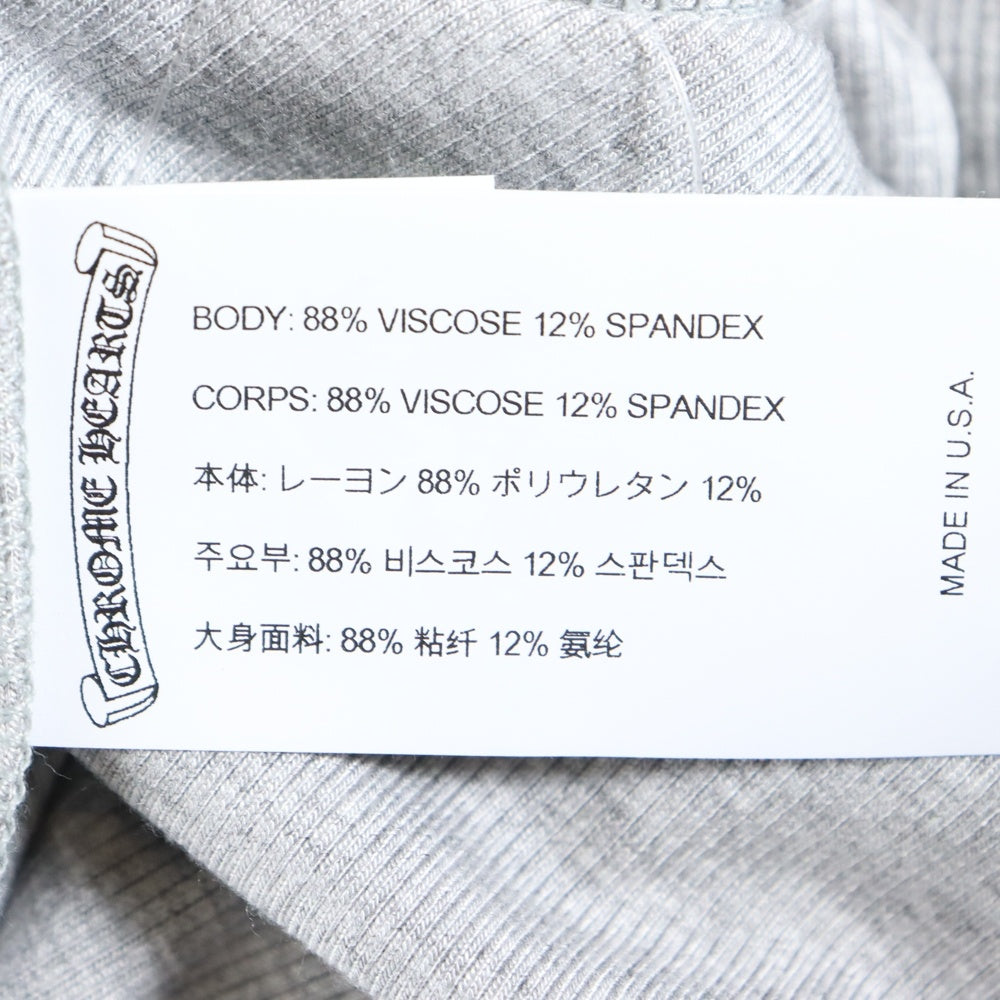 CHROME HEARTS
BODY: 88% VISCOSE 12% SPANDEX
CORPS: 88% VISCOSE 12% SPANDEX
本体: レーヨン 88% ポリウレタン 12%
주요부: 88% 비스코스 12% 스판덱스
大身面料: 88% 粘纤 12% 氨纶
MADE IN U.S.A.